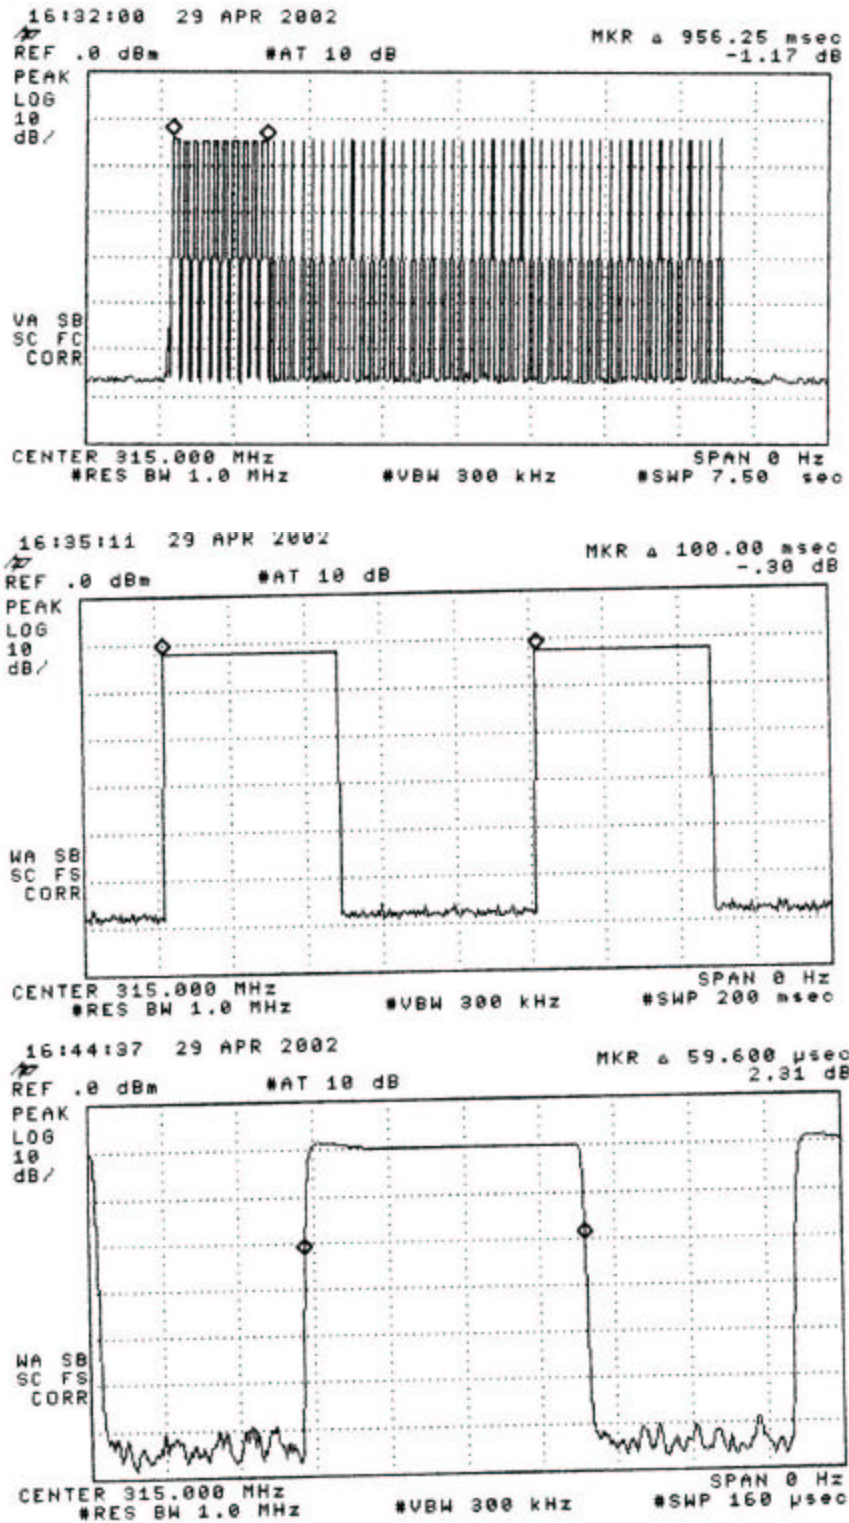 16:32:00 29 APR 2002
MKR Δ 956.25 msec
REF .0 dBm #AT 10 dB -1.17 dB
PEAK
LOG
10
dB/
VA SB
SC FC
CORR
CENTER 315.000 MHz SPAN 0 Hz
#RES BW 1.0 MHz #VBW 300 kHz #SWP 7.50 sec
16:35:11 29 APR 2002
MKR Δ 100.00 msec
REF .0 dBm #AT 10 dB -.30 dB
PEAK
LOG
10
dB/
WA SB
SC FS
CORR
CENTER 315.000 MHz SPAN 0 Hz
#RES BW 1.0 MHz #VBW 300 kHz #SWP 200 msec
16:44:37 29 APR 2002
MKR Δ 59.600 μsec
REF .0 dBm #AT 10 dB 2.31 dB
PEAK
LOG
10
dB/
WA SB
SC FS
CORR
CENTER 315.000 MHz SPAN 0 Hz
#RES BW 1.0 MHz #VBW 300 kHz #SWP 160 μsec